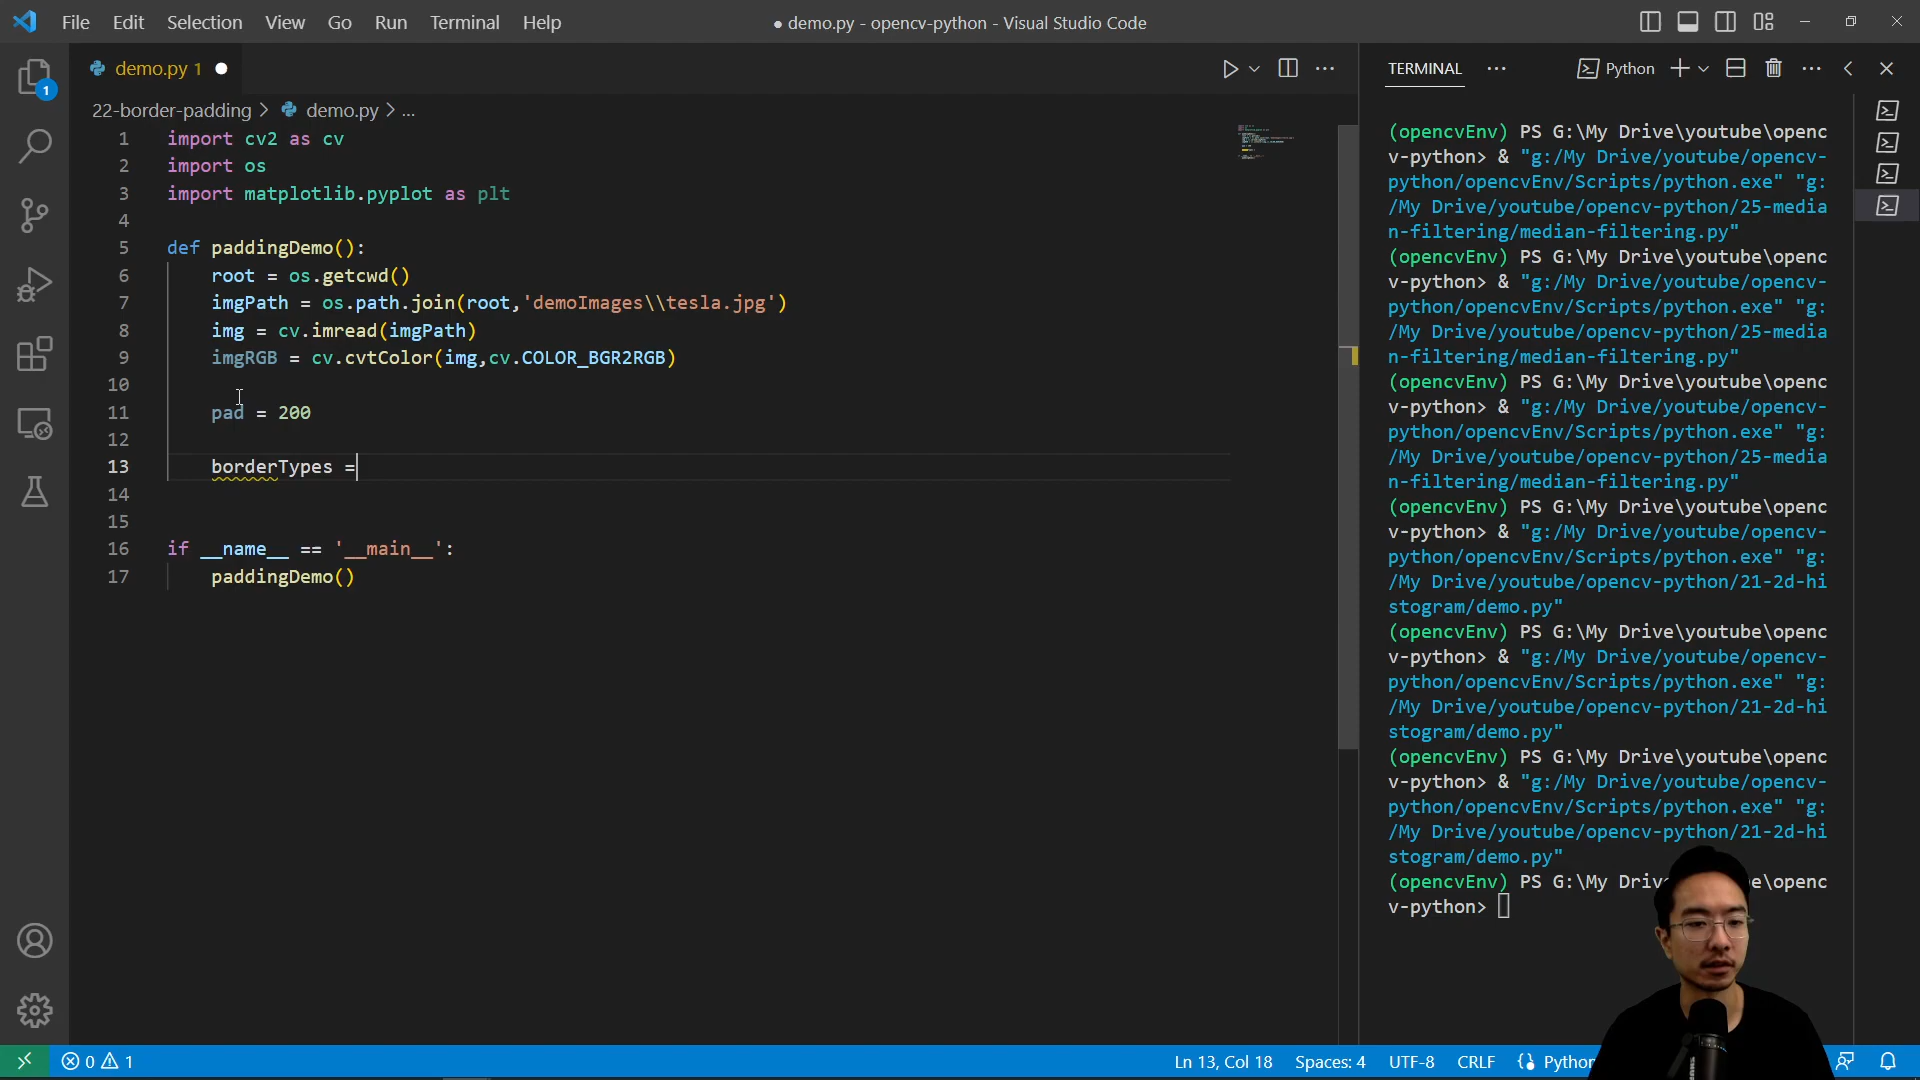 File Edit Selection View Go Run Terminal Help
● demo.py - opencv-python - Visual Studio Code
demo.py 1 ●
22-border-padding > demo.py > ...
1 import cv2 as cv
2 import os
3 import matplotlib.pyplot as plt
4
5 def paddingDemo():
6 root = os.getcwd()
7 imgPath = os.path.join(root,'demoImages\\tesla.jpg')
8 img = cv.imread(imgPath)
9 imgRGB = cv.cvtColor(img,cv.COLOR_BGR2RGB)
10
11 pad = 200
12
13 borderTypes =
14
15
16 if __name__ == '__main__':
17 paddingDemo()
TERMINAL ... Python
(opencvEnv) PS G:\My Drive\youtube\openc
v-python> & "g:/My Drive/youtube/opencv-
python/opencvEnv/Scripts/python.exe" "g:
/My Drive/youtube/opencv-python/25-media
n-filtering/median-filtering.py"
(opencvEnv) PS G:\My Drive\youtube\openc
v-python> & "g:/My Drive/youtube/opencv-
python/opencvEnv/Scripts/python.exe" "g:
/My Drive/youtube/opencv-python/25-media
n-filtering/median-filtering.py"
(opencvEnv) PS G:\My Drive\youtube\openc
v-python> & "g:/My Drive/youtube/opencv-
python/opencvEnv/Scripts/python.exe" "g:
/My Drive/youtube/opencv-python/25-media
n-filtering/median-filtering.py"
(opencvEnv) PS G:\My Drive\youtube\openc
v-python> & "g:/My Drive/youtube/opencv-
python/opencvEnv/Scripts/python.exe" "g:
/My Drive/youtube/opencv-python/21-2d-hi
stogram/demo.py"
(opencvEnv) PS G:\My Drive\youtube\openc
v-python> & "g:/My Drive/youtube/opencv-
python/opencvEnv/Scripts/python.exe" "g:
/My Drive/youtube/opencv-python/21-2d-hi
stogram/demo.py"
(opencvEnv) PS G:\My Drive\youtube\openc
v-python> & "g:/My Drive/youtube/opencv-
python/opencvEnv/Scripts/python.exe" "g:
/My Drive/youtube/opencv-python/21-2d-hi
stogram/demo.py"
(opencvEnv) PS G:\My Driv e\openc
v-python>
1
0 1
Ln 13, Col 18 Spaces: 4 UTF-8 CRLF Python